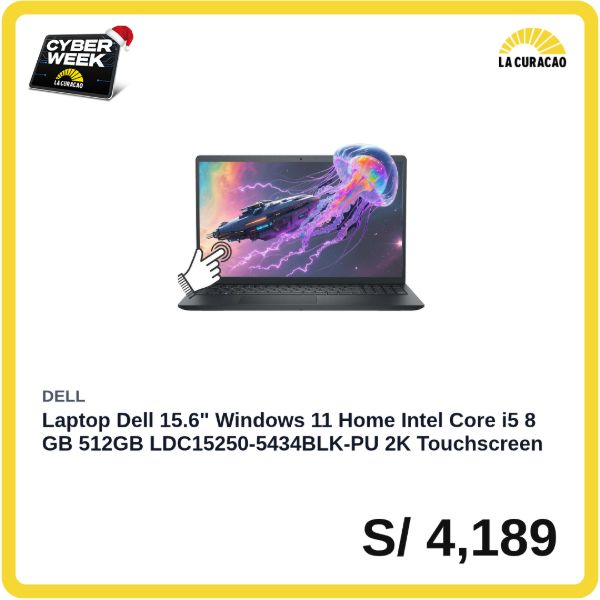 CYBER
WEEK
LA CURACAO
LA CURACAO
DELL
Laptop Dell 15.6" Windows 11 Home Intel Core i5 8
GB 512GB LDC15250-5434BLK-PU 2K Touchscreen
S/ 4,189